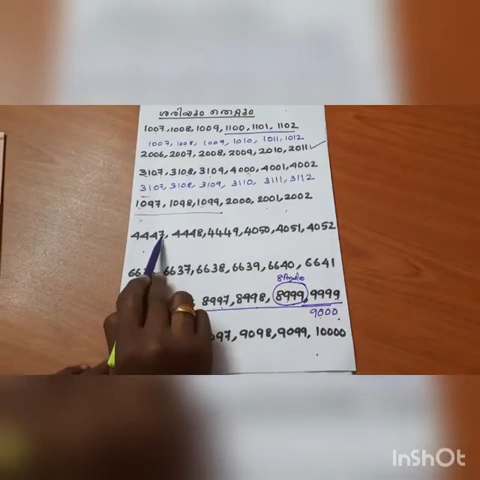 ശരിയും തെറ്റും
1007, 1008, 1009, 1100, 1101, 1102
1007, 1008, 1009, 1010, 1011, 1012
2006, 2007, 2008, 2009, 2010, 2011
3107, 3108, 3109, 4000, 4001, 4002
3107, 3108, 3109, 3110, 3111, 3112
1097, 1098, 1099, 2000, 2001, 2002
4447, 4448, 4449, 4050, 4051, 4052
6637, 6638, 6639, 6640, 6641
8997, 8998, 8999, 9999
9000
9098, 9099, 10000
InShOt